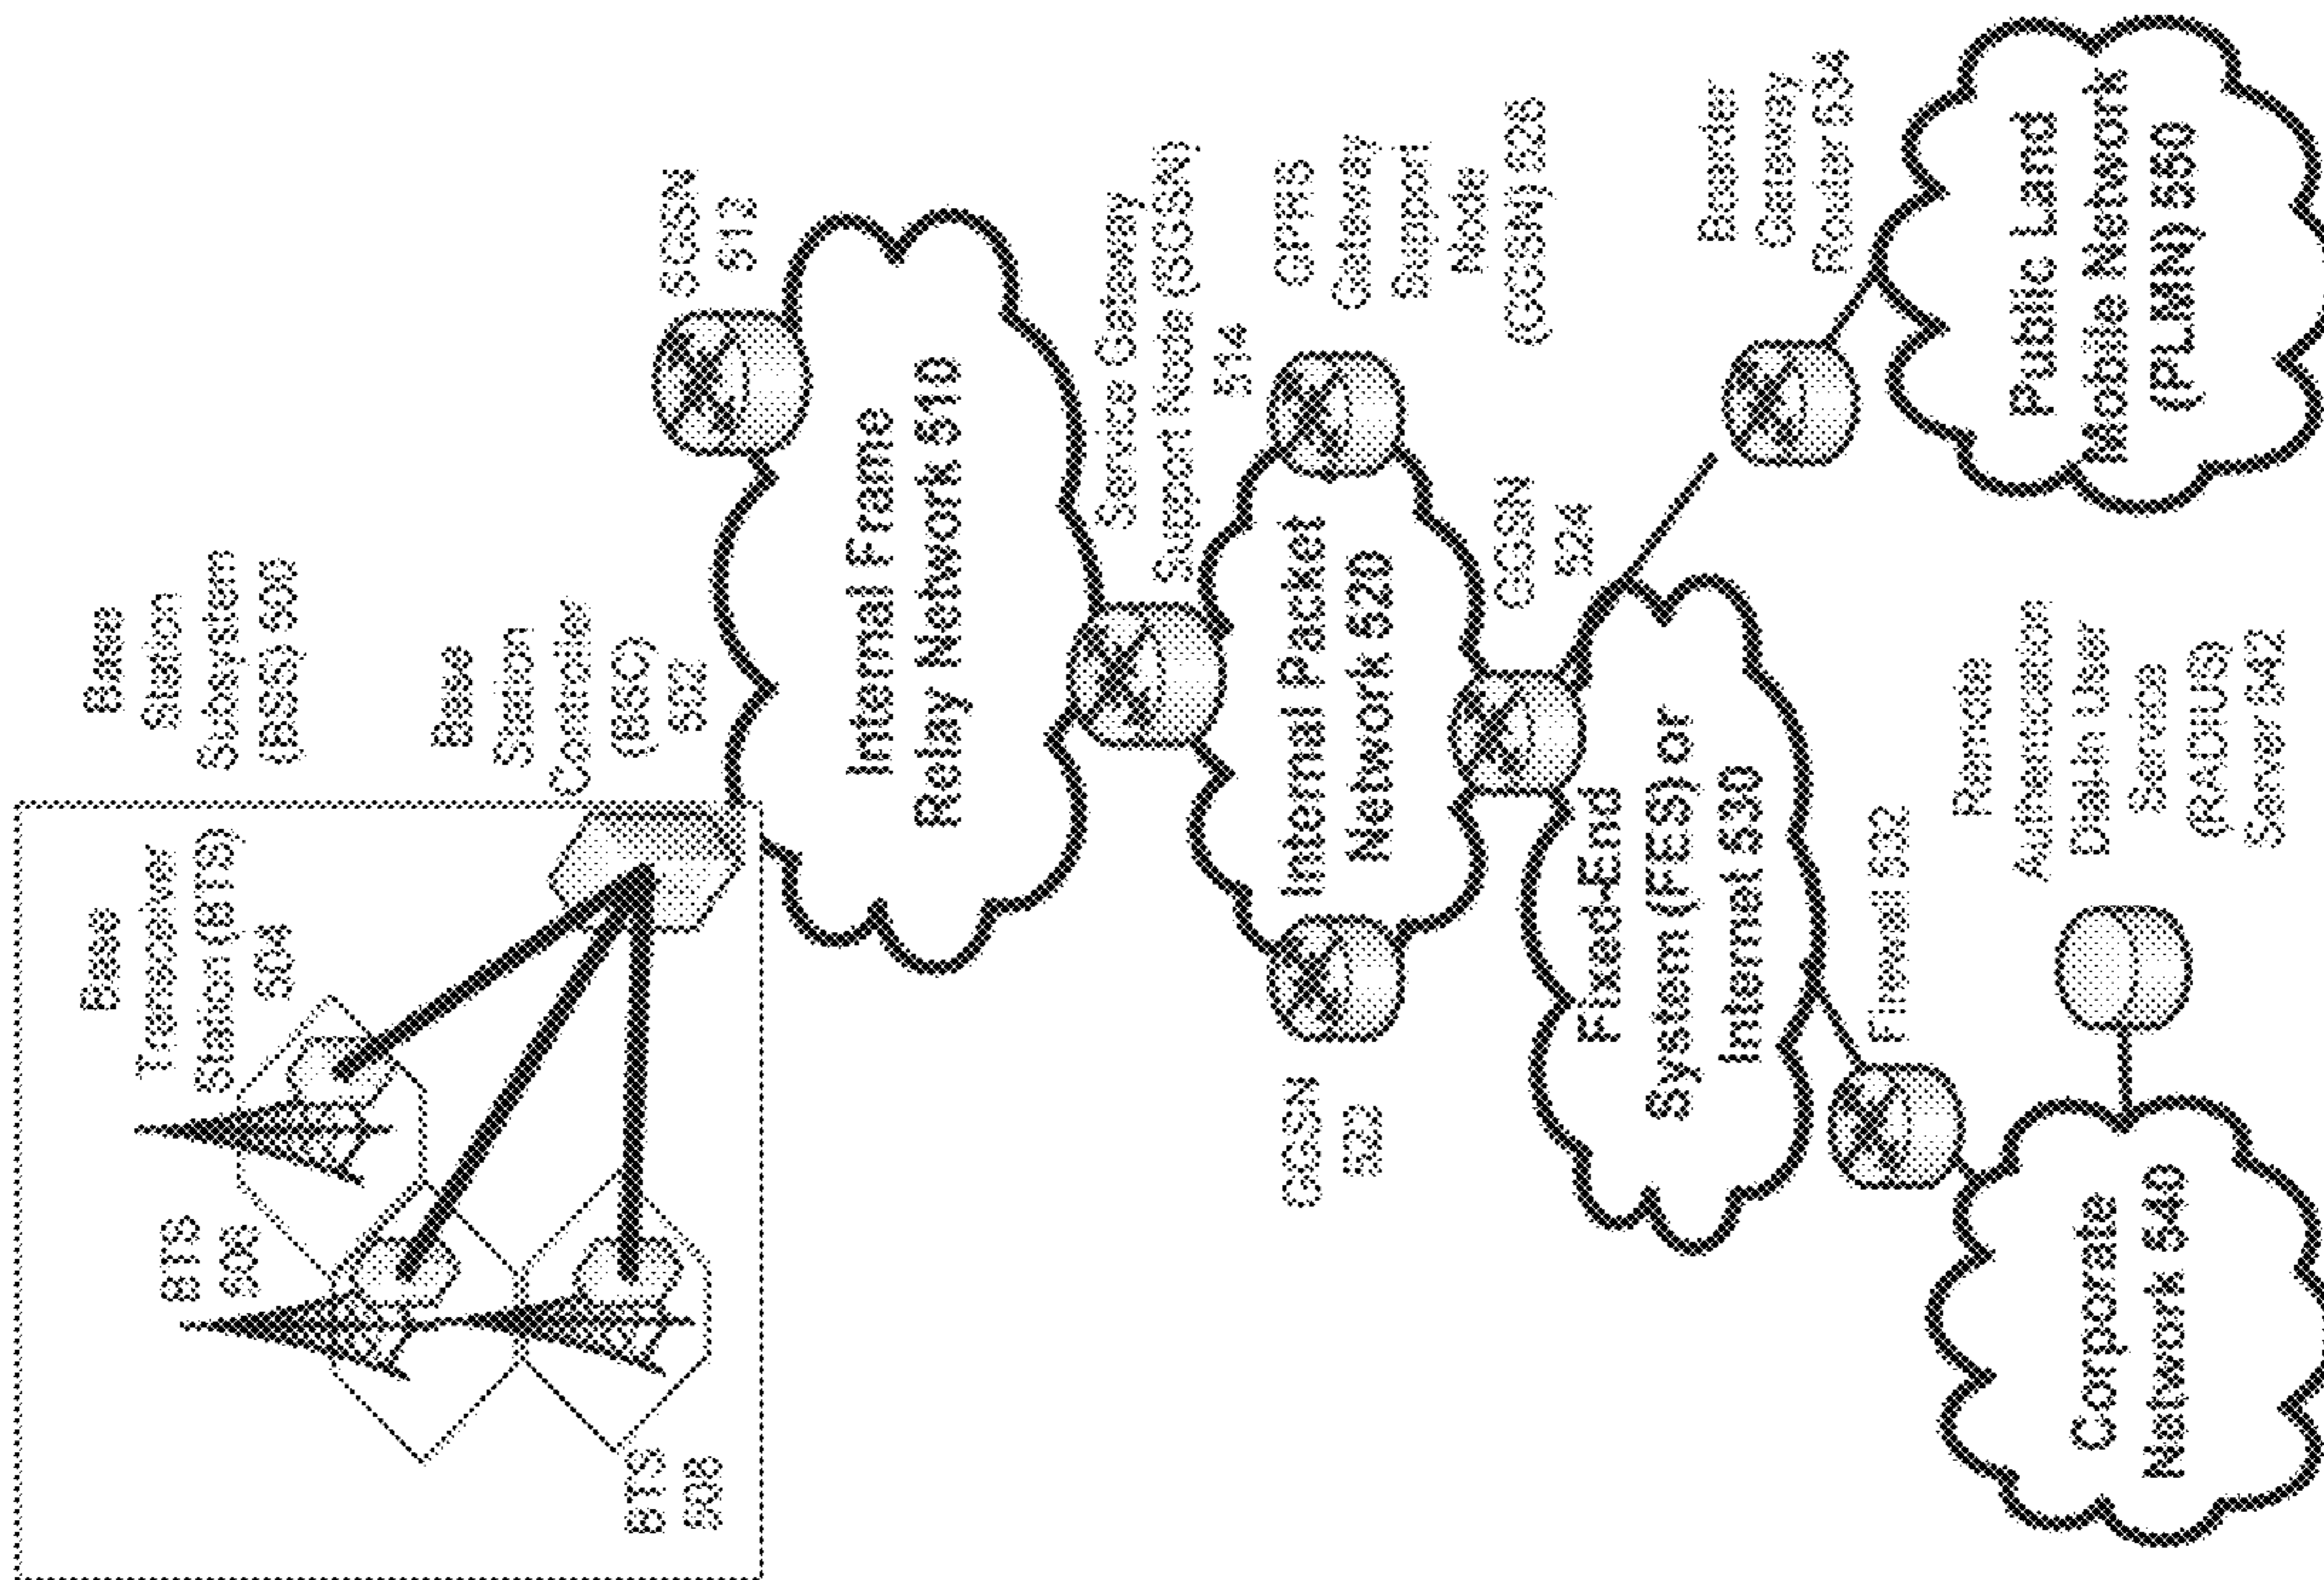 Base
Transceiver
Station (BTS)
504
Base
Station
Subsystem
(BSS) 500
BTS
506
BTS
508
Base
Station
Controller
(BSC)
502
SGSN
512
Internal Frame
Relay Network 510
Service Gateway
Support Node (SGSN)
514
GGSN
522
Internal Packet
Network 520
GPRS
Gateway
Support
Node
(GGSN) 526
GGSN
524
Fixed-End
System (FES) or
Internal 530
Boarder
Gateway
Router 534
Firewall 532
Remote
Authentication
Dial-in User
Service
(RADIUS)
Server 542
Corporate
Network 540
Public Land
Mobile Network
(PLMN) 550